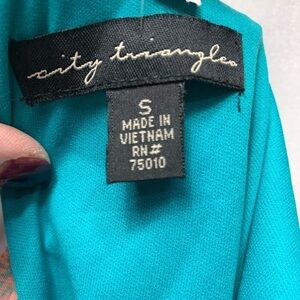 city triangles
S
MADE IN
VIETNAM
RN#
75010